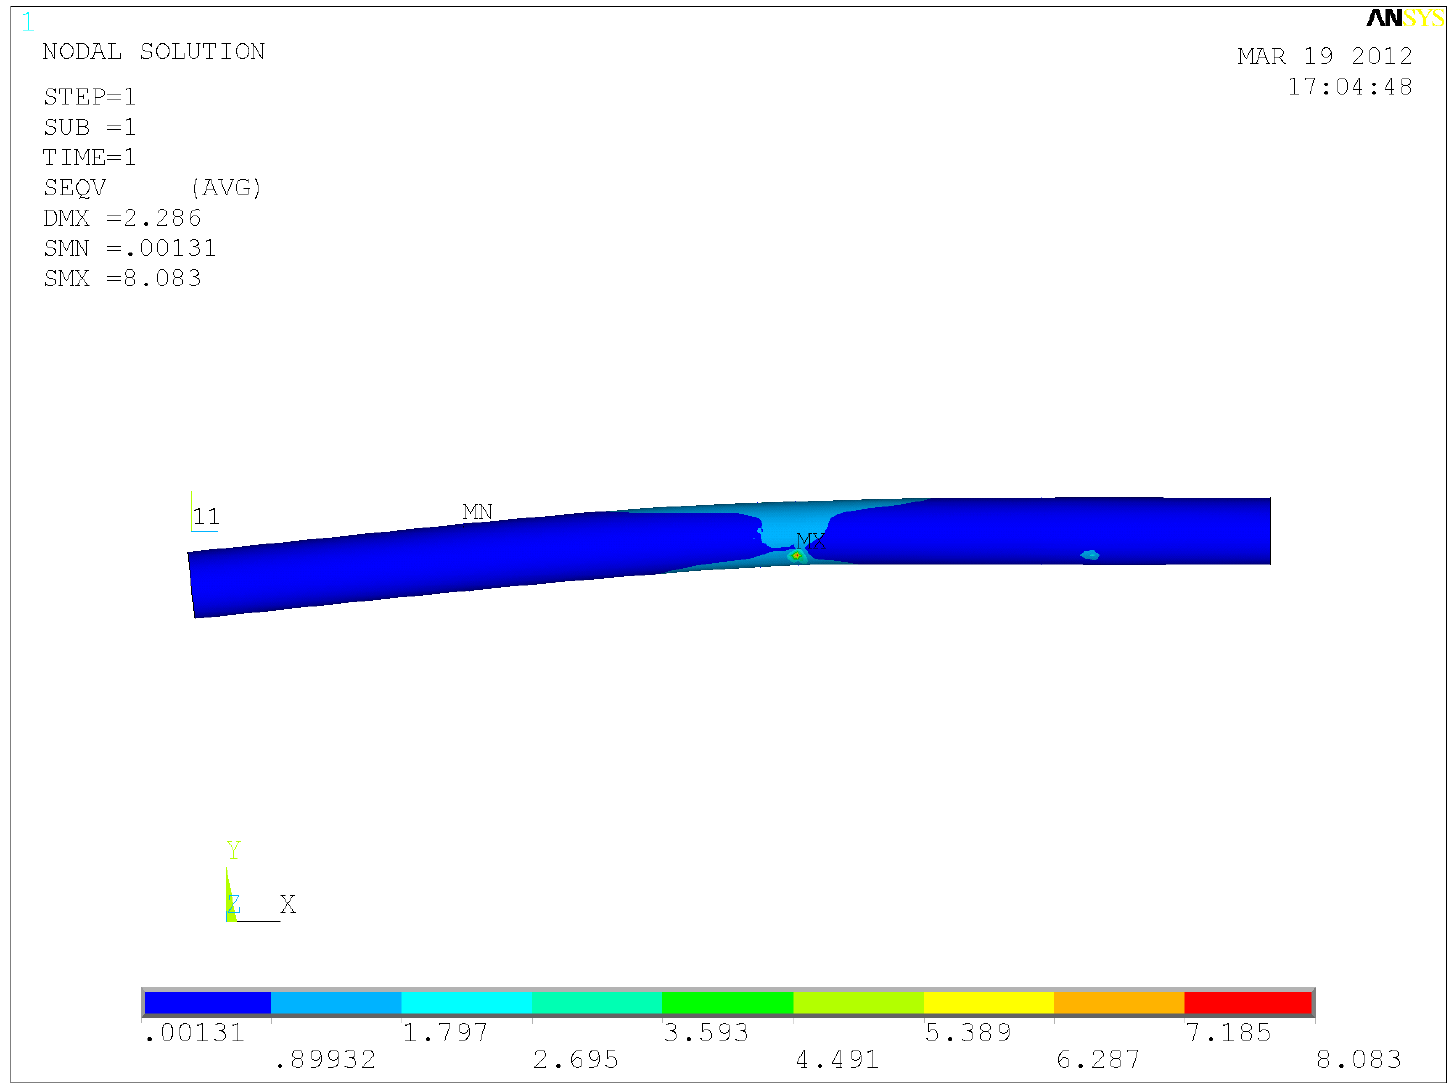 1
ANSYS
NODAL SOLUTION
MAR 19 2012
17:04:48
STEP=1
SUB =1
TIME=1
SEQV (AVG)
DMX =2.286
SMN =.00131
SMX =8.083
11
MN
MX
Y
Z
X
.00131
.89932
1.797
2.695
3.593
4.491
5.389
6.287
7.185
8.083